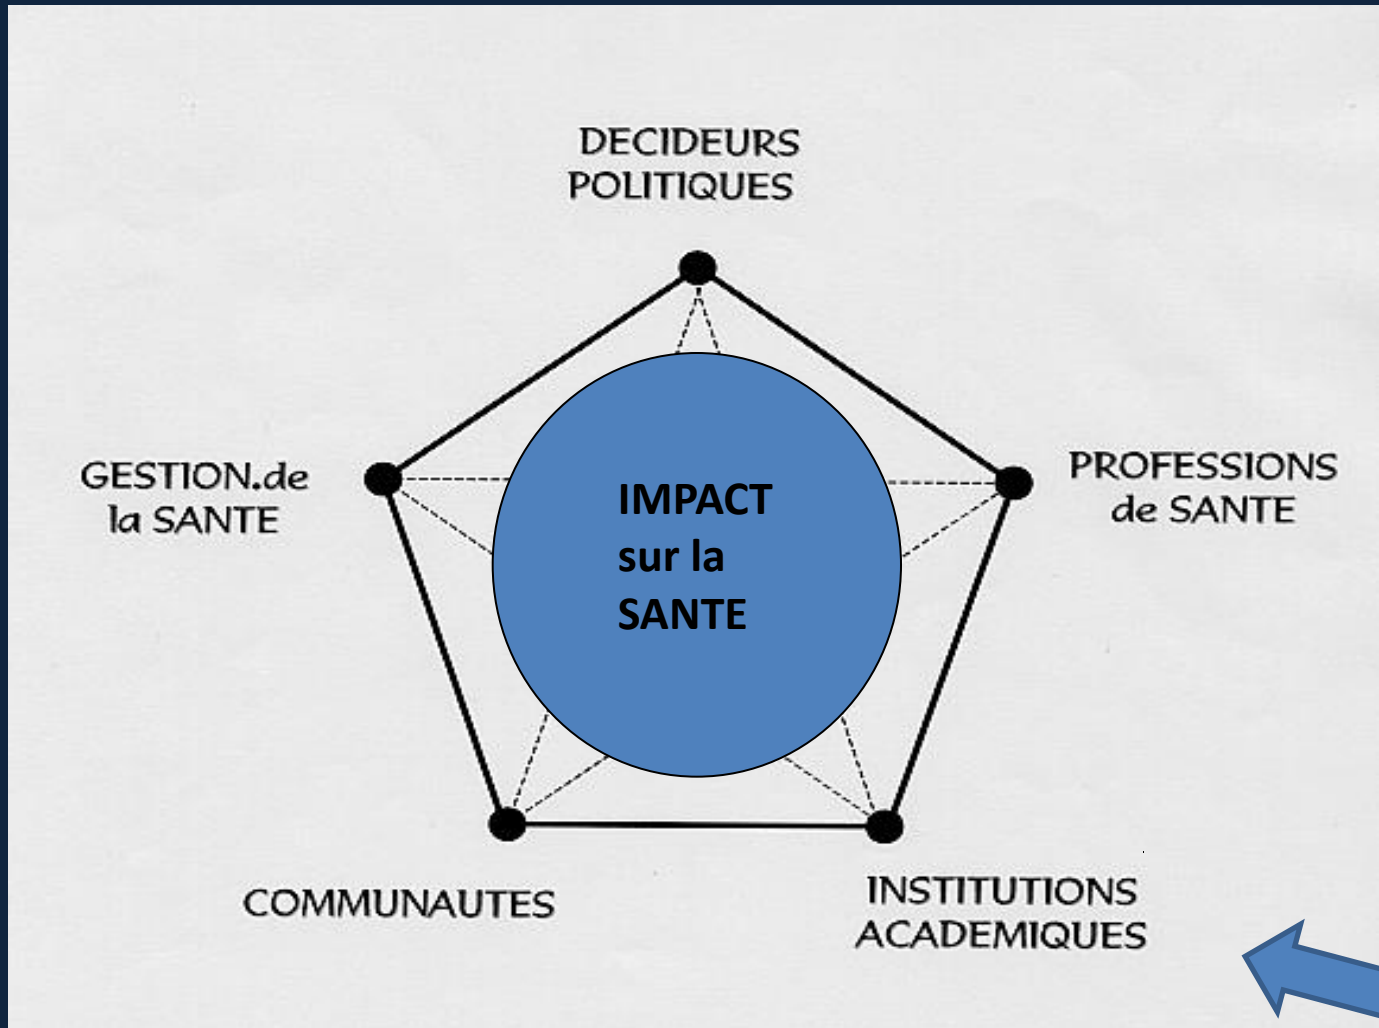 DECIDEURS
POLITIQUES
GESTION.de
la SANTE
PROFESSIONS
de SANTE
IMPACT
sur la
SANTE
COMMUNAUTES
INSTITUTIONS
ACADEMIQUES